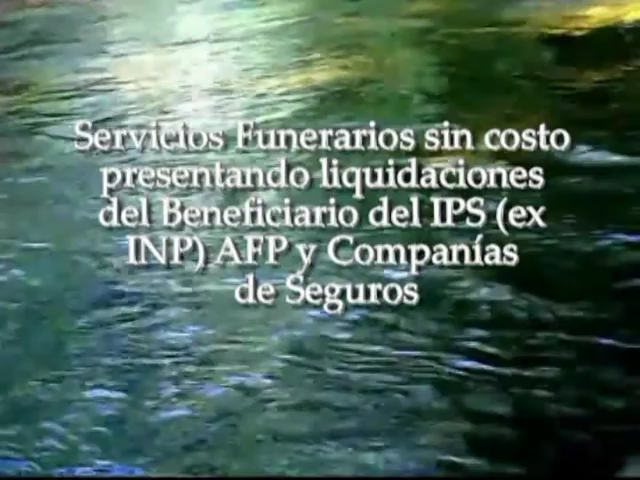 Servicios Funerarios sin costo
presentando liquidaciones
del Beneficiario del IPS (ex
INP) AFP y Companías
de Seguros